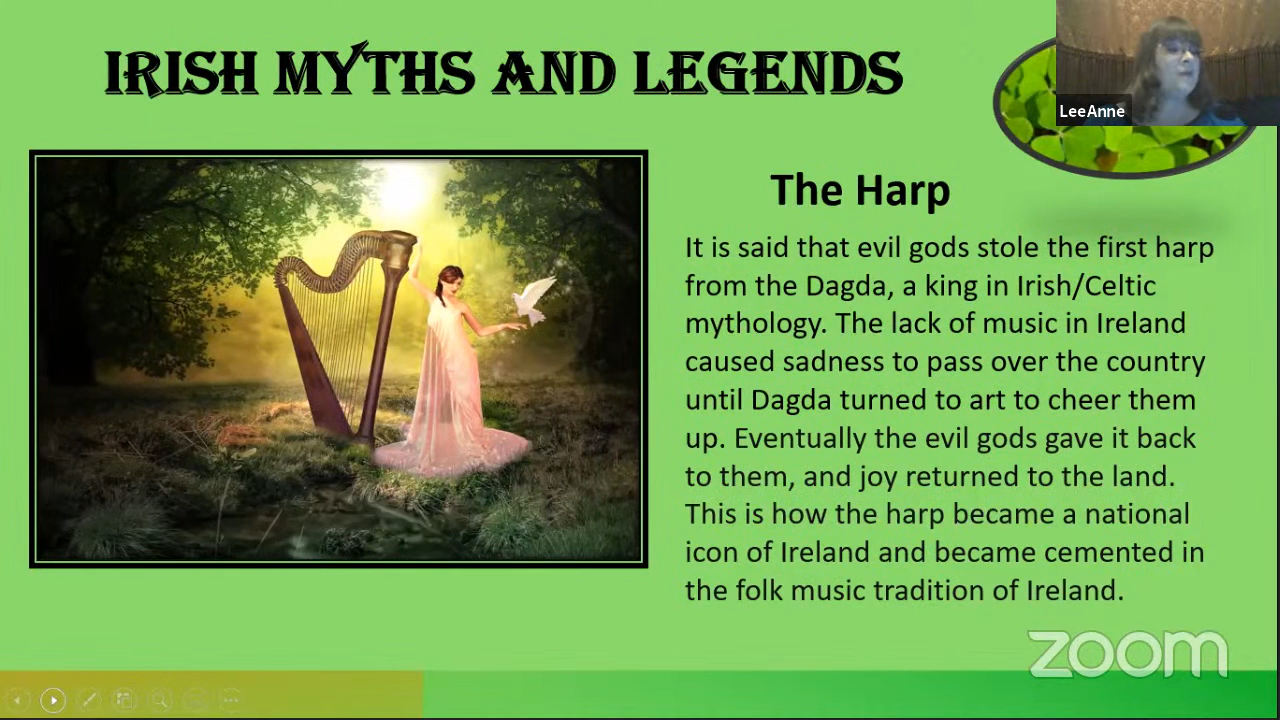 IRISH MYTHS AND LEGENDS
LeeAnne
The Harp
It is said that evil gods stole the first harp
from the Dagda, a king in Irish/Celtic
mythology. The lack of music in Ireland
caused sadness to pass over the country
until Dagda turned to art to cheer them
up. Eventually the evil gods gave it back
to them, and joy returned to the land.
This is how the harp became a national
icon of Ireland and became cemented in
the folk music tradition of Ireland.
zoom